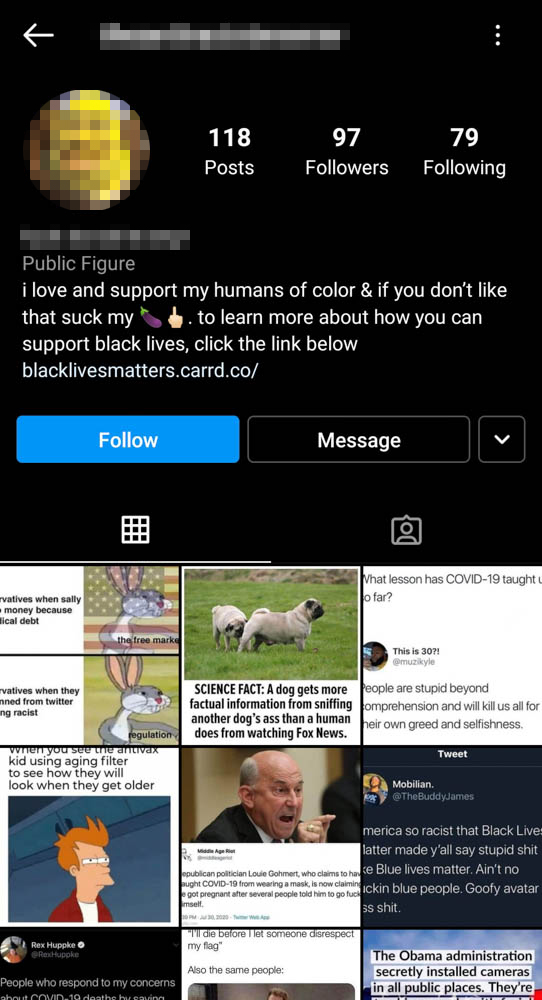 118
97
79
Posts
Followers
Following
Public Figure
i love and support my humans of color & if you don't like
that suck my 🍆🖕🏻. to learn more about how you can
support black lives, click the link below
blacklivesmatters.carrd.co/
Follow
Message
rvatives when sally
money because
dical debt
the free marke
rvatives when they
nned from twitter
ng racist
regulation
SCIENCE FACT: A dog gets more
factual information from sniffing
another dog's ass than a human
does from watching Fox News.
What lesson has COVID-19 taught u
o far?
This is 30?!
@muzikyle
People are stupid beyond
comprehension and will kill us all for
heir own greed and selfishness.
When you see the antivax
kid using aging filter
to see how they will
look when they get older
Middle Age Riot
@middleageriot
epublican politician Louie Gohmert, who claims to hav
aught COVID-19 from wearing a mask, is now claiming
e got pregnant after several people told him to go fuck
imself.
39 PM · Jul 30, 2020 · Twitter Web App
Tweet
Mobilian.
@TheBuddyJames
merica so racist that Black Live
Matter made y'all say stupid shit
ke Blue lives matter. Ain't no
uckin blue people. Goofy avatar
ss shit.
Rex Huppke
@RexHuppke
People who respond to my concerns
about COVID-19 deaths by saying
"I'll die before I let someone disrespect
my flag"
Also the same people:
The Obama administration
secretly installed cameras
in all public places. They're